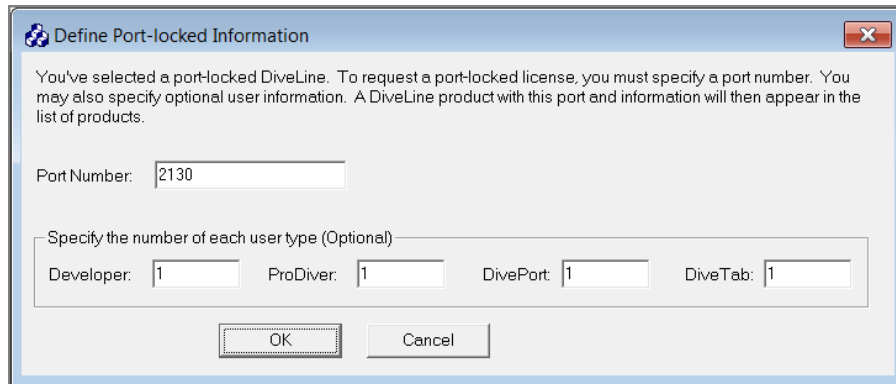 Define Port-locked Information
You've selected a port-locked DiveLine. To request a port-locked license, you must specify a port number. You
may also specify optional user information. A DiveLine product with this port and information will then appear in the
list of products.
Port Number: 2130
Specify the number of each user type (Optional)
Developer: 1 ProDiver: 1 DivePort: 1 DiveTab: 1
OK Cancel